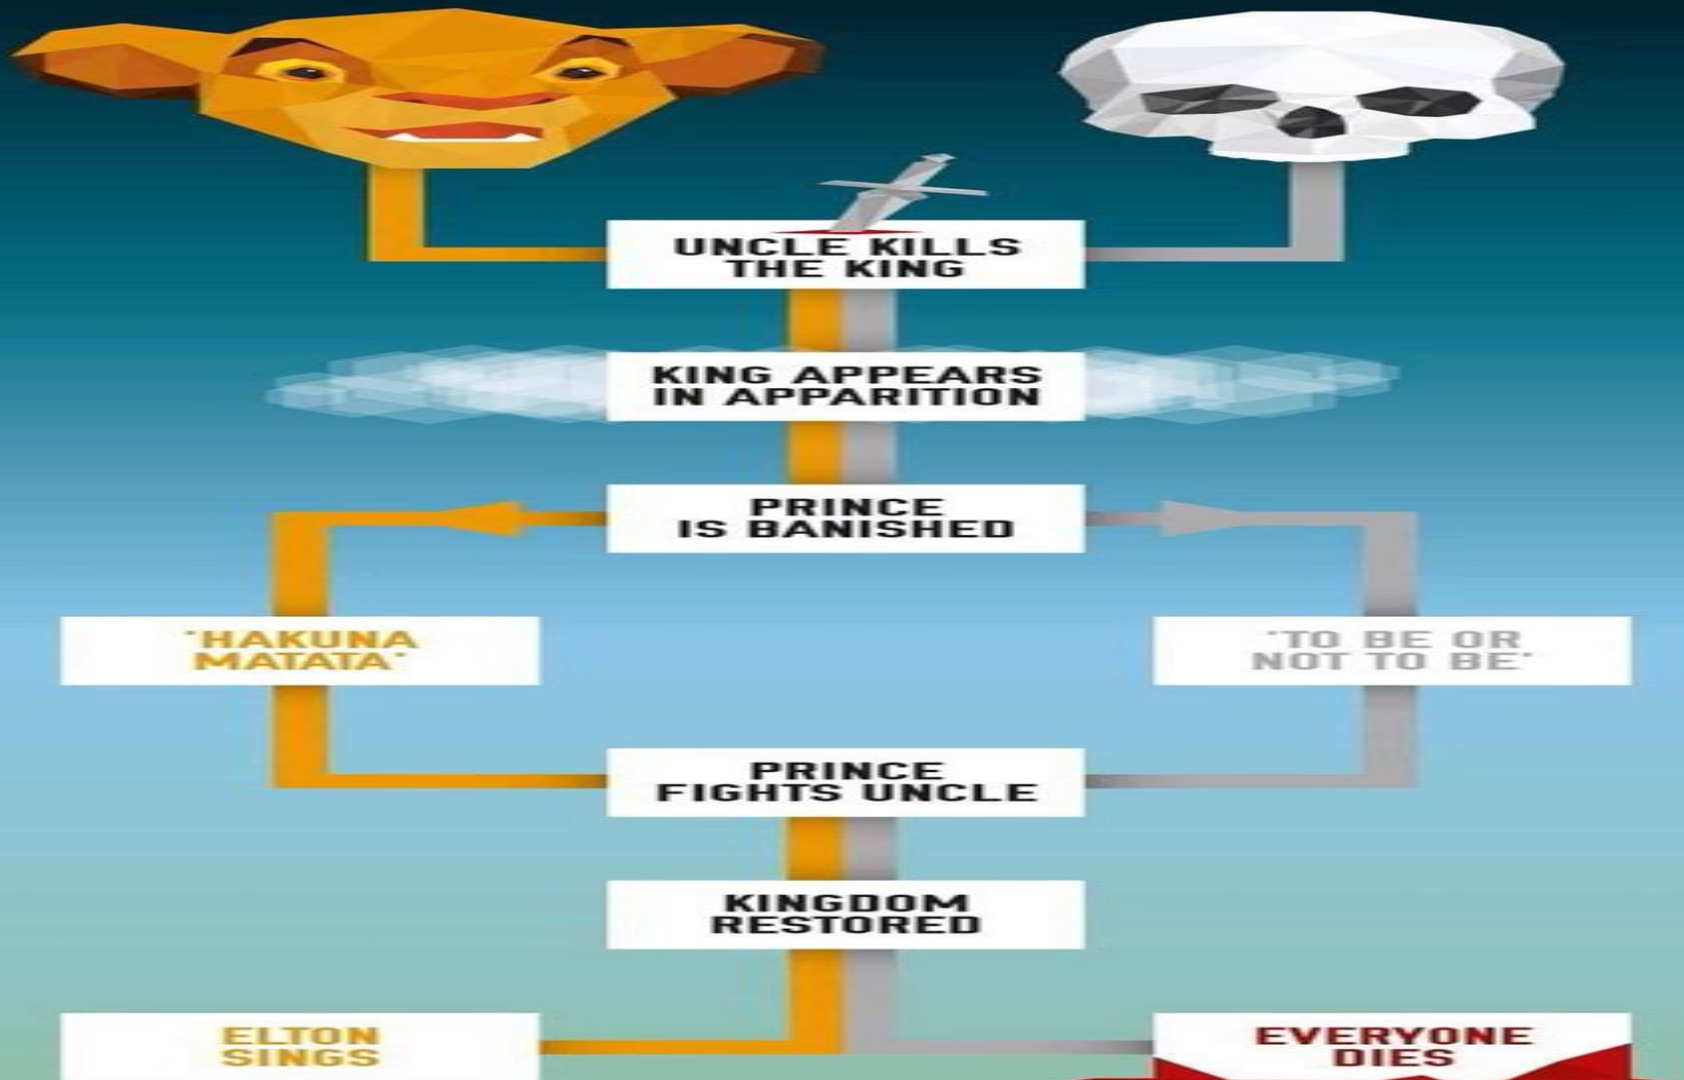 UNCLE KILLS
THE KING
KING APPEARS
IN APPARITION
PRINCE
IS BANISHED
'HAKUNA
MATATA'
'TO BE OR
NOT TO BE'
PRINCE
FIGHTS UNCLE
KINGDOM
RESTORED
ELTON
SINGS
EVERYONE
DIES